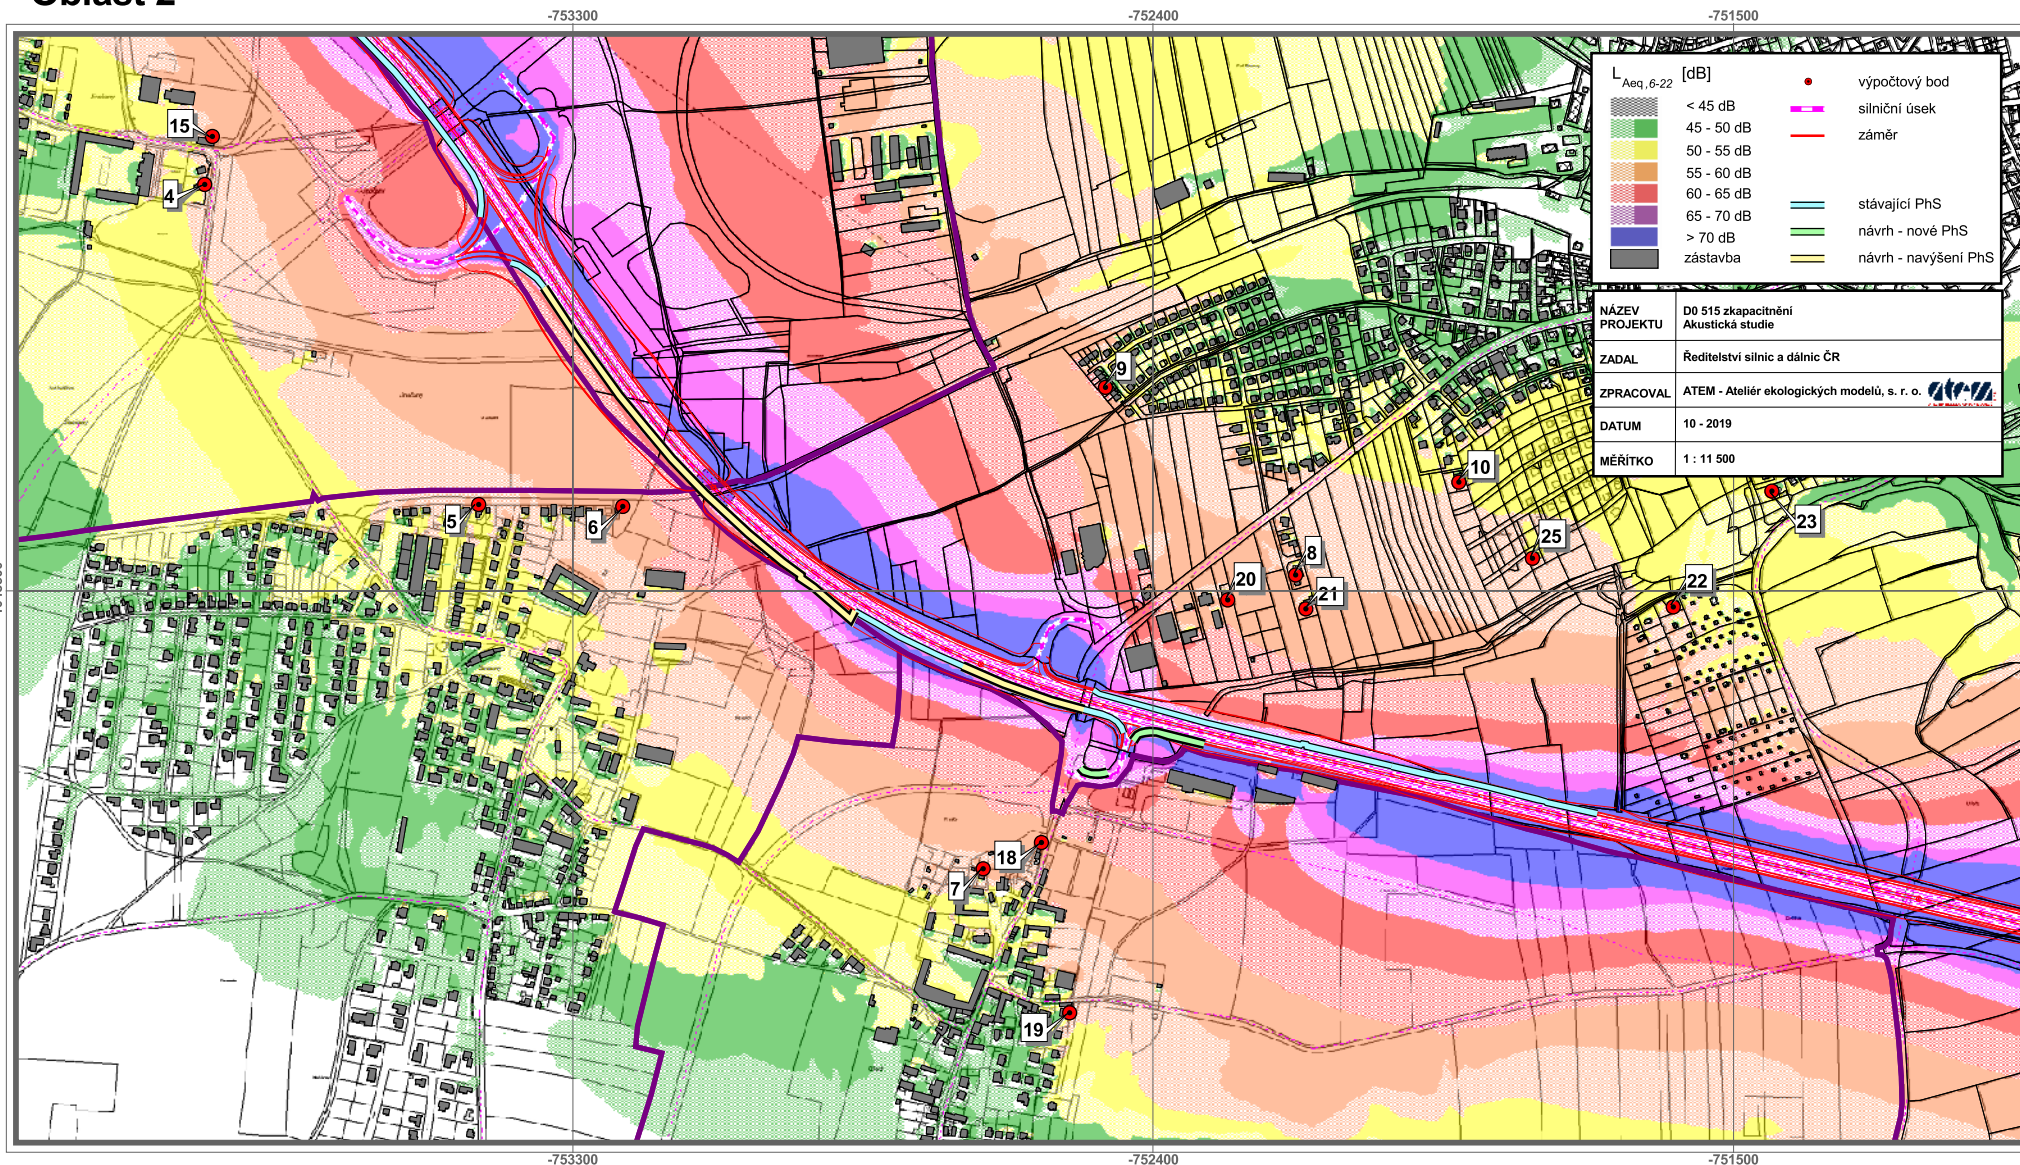 -753300
-752400
-751500
L Aeq,6-22 [dB]
< 45 dB
45 - 50 dB
50 - 55 dB
55 - 60 dB
60 - 65 dB
65 - 70 dB
> 70 dB
zástavba
výpočtový bod
silniční úsek
záměr
stávající PhS
návrh - nové PhS
návrh - navýšení PhS
NÁZEV PROJEKTU
D0 515 zkapacitnění
Akustická studie
ZADAL
Ředitelství silnic a dálnic ČR
ZPRACOVAL
ATEM - Ateliér ekologických modelů, s. r. o.
atem
DATUM
10 - 2019
MĚŘÍTKO
1 : 11 500
15
4
9
10
5
6
23
25
8
20
21
22
18
7
19
-753300
-752400
-751500